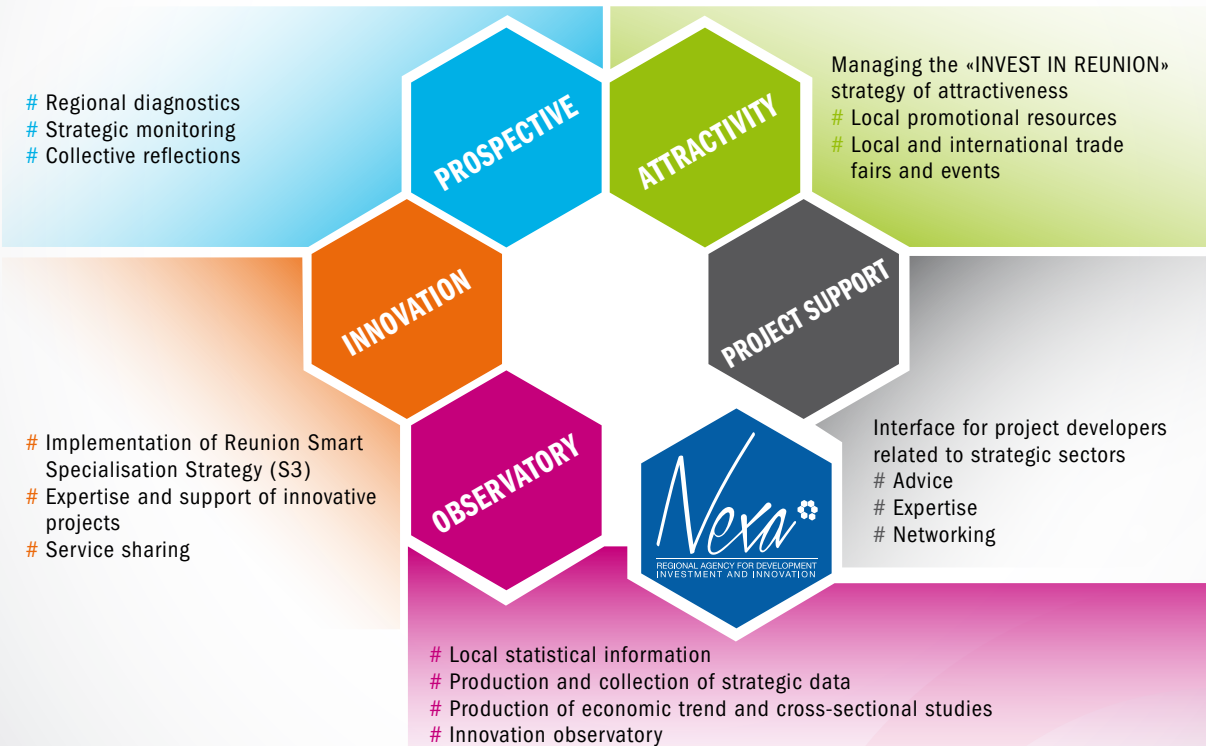 PROSPECTIVE
# Regional diagnostics
# Strategic monitoring
# Collective reflections
ATTRACTIVITY
Managing the «INVEST IN REUNION»
strategy of attractiveness
# Local promotional resources
# Local and international trade
fairs and events
INNOVATION
# Implementation of Reunion Smart
Specialisation Strategy (S3)
# Expertise and support of innovative
projects
# Service sharing
PROJECT SUPPORT
Interface for project developers
related to strategic sectors
# Advice
# Expertise
# Networking
OBSERVATORY
# Local statistical information
# Production and collection of strategic data
# Production of economic trend and cross-sectional studies
# Innovation observatory
Nexa
REGIONAL AGENCY FOR DEVELOPMENT
INVESTMENT AND INNOVATION